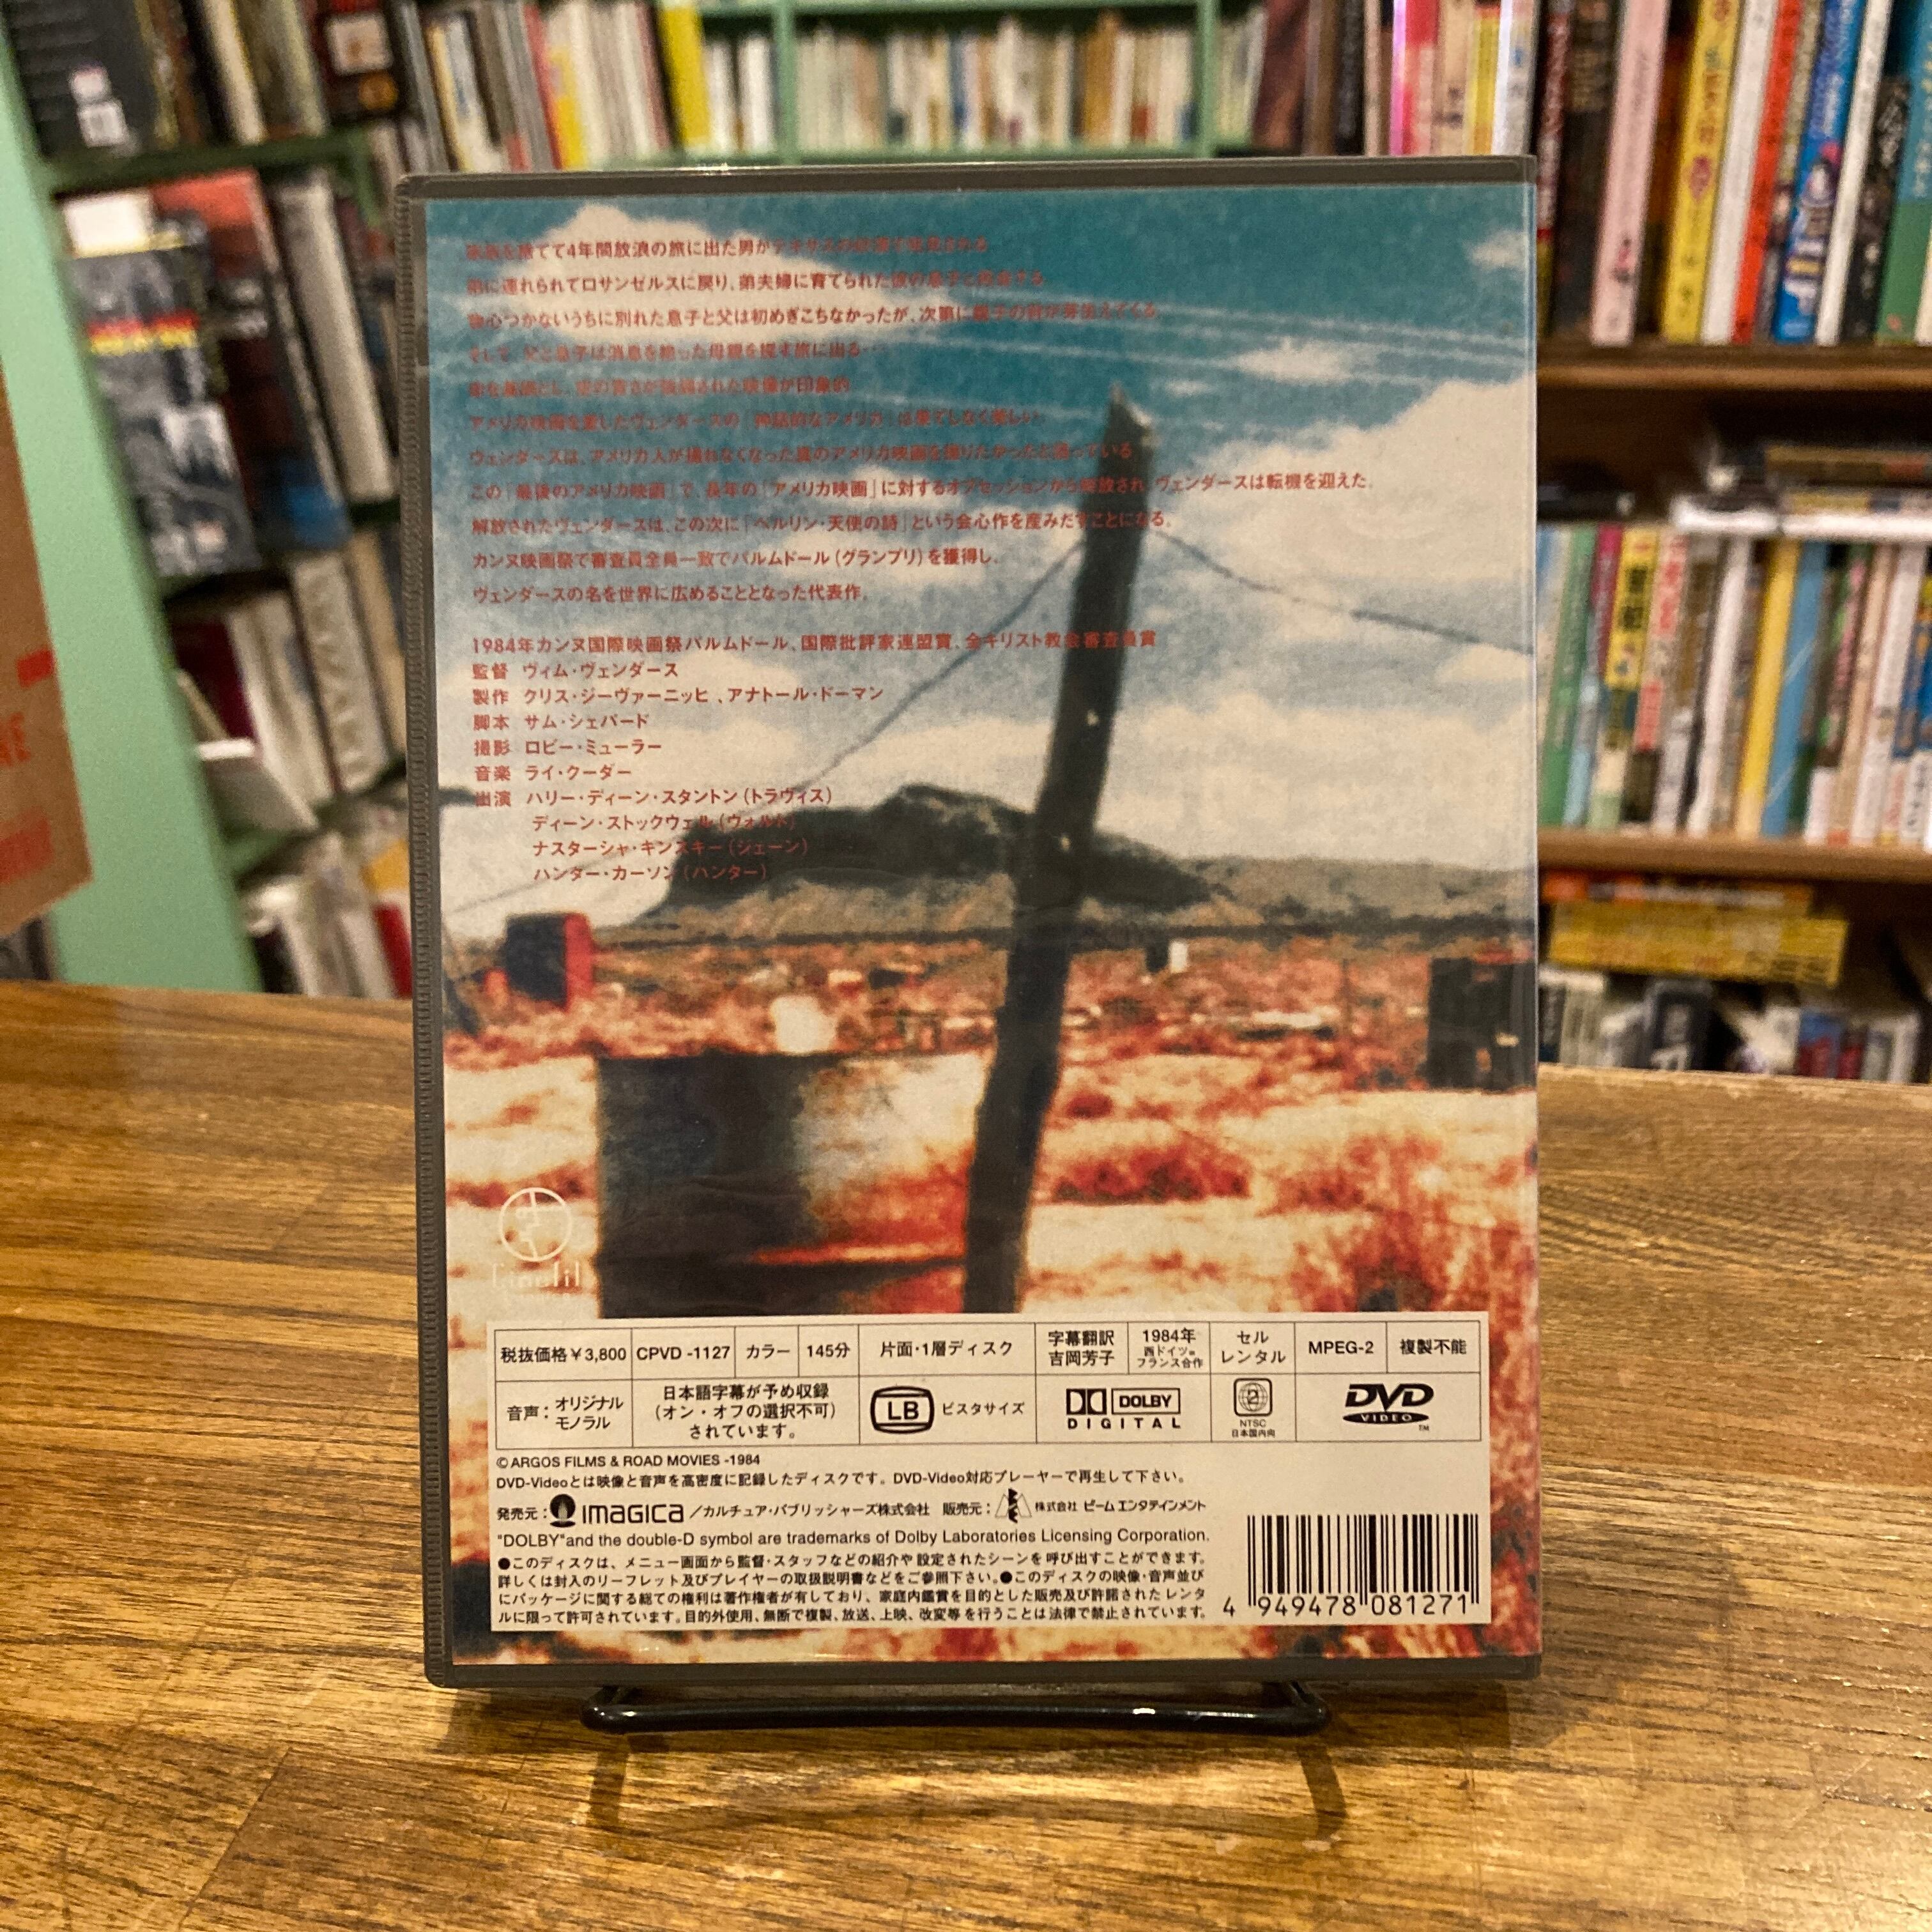 家族を捨てて4年間放浪の旅に出た男がテキサスの砂漠で発見される
弟に連れられてロサンゼルスに戻り、弟夫婦に育てられた彼の息子と再会する
物心つかないうちに別れた息子と父は初めぎこちなかったが、次第に親子の情が芽生えてくる
そして、父と息子は消息を絶った母親を探す旅に出る…
空の青さが強調された映像が印象的
アメリカ映画を愛したヴェンダースの「神話的なアメリカ」は果てしなく美しい
ヴェンダースは、アメリカ人が撮れなくなった真のアメリカ映画を撮りたかったと語っている
この「最後のアメリカ映画」で、長年の「アメリカ映画」に対するオブセッションから解放され、ヴェンダースは転機を迎えた。
解放されたヴェンダースは、この次に「ベルリン・天使の詩」という会心作を産みだすことになる。
カンヌ映画祭で審査員全員一致でパルムドール(グランプリ)を獲得し、
ヴェンダースの名を世界に広めることとなった代表作。
1984年カンヌ国際映画祭パルムドール、国際批評家連盟賞、全キリスト教会審査員賞
監督 ヴィム・ヴェンダース
製作 クリス・ジーヴァーニッヒ、アナトール・ドーマン
脚本 サム・シェパード
撮影 ロビー・ミューラー
音楽 ライ・クーダー
出演 ハリー・ディーン・スタントン(トラヴィス)
ディーン・ストックウェル(ウォルト)
ナスターシャ・キンスキー(ジェーン)
ハンター・カーソン(ハンター)
Cinefil
税抜価格¥3,800 CPVD-1127 カラー 145分 片面・1層ディスク 字幕翻訳 吉岡芳子 1984年 西ドイツ=フランス合作 セル レンタル MPEG-2 複製不能
音声:オリジナル モノラル 日本語字幕が予め収録(オン・オフの選択不可)されています。 LB ビスタサイズ DOLBY DIGITAL 2 NTSC 日本国内向 DVD VIDEO TM
©ARGOS FILMS & ROAD MOVIES -1984
DVD-Videoとは映像と音声を高密度に記録したディスクです。DVD-Video対応プレーヤーで再生して下さい。
発売元:IMAGICA/カルチュア・パブリッシャーズ株式会社 販売元:株式会社 ビーム エンタテインメント
"DOLBY"and the double-D symbol are trademarks of Dolby Laboratories Licensing Corporation.
●このディスクは、メニュー画面から監督・スタッフなどの紹介や設定されたシーンを呼び出すことができます。
詳しくは封入のリーフレット及びプレイヤーの取扱説明書などをご参照下さい。●このディスクの映像・音声並び
にパッケージに関する総ての権利は著作権者が有しており、家庭内鑑賞を目的とした販売及び許諾されたレンタ
ルに限って許可されています。目的外使用、無断で複製、放送、上映、改変等を行うことは法律で禁止されています。
4 949478 081271